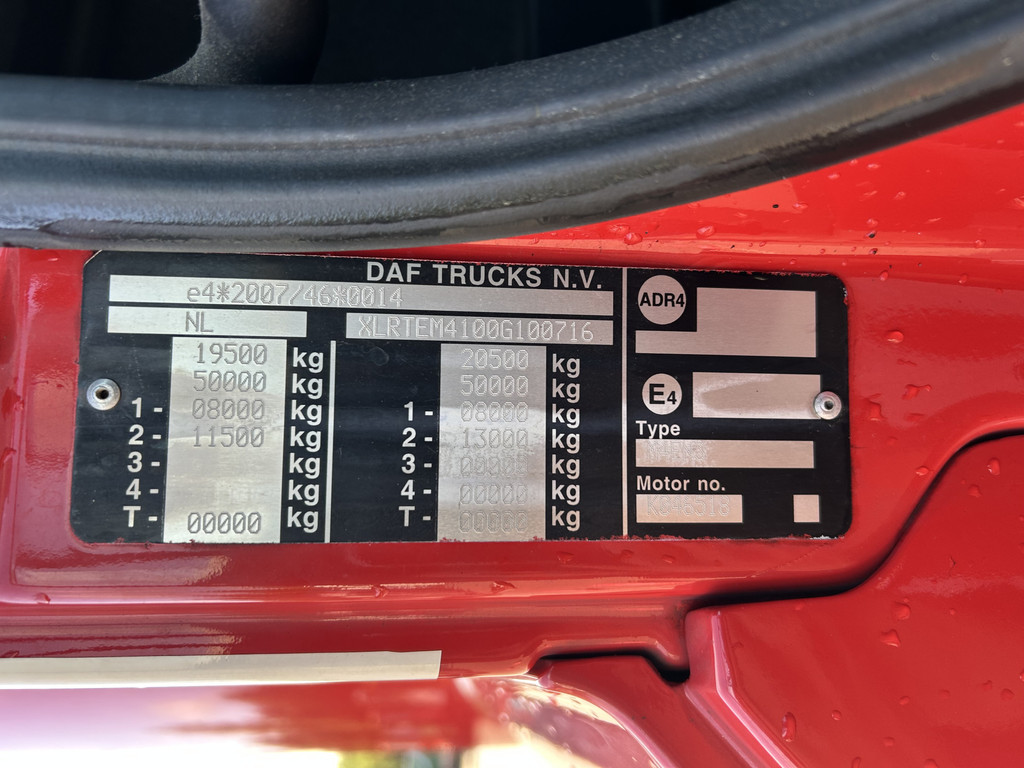 DAF TRUCKS N.V.
e4*2007/46*0014
NL XLRTEM4100G100716
19500 kg 20500 kg
50000 kg 50000 kg
1- 08000 kg 1- 08000 kg
2- 11500 kg 2- 13000 kg
3- kg 3- 00000 kg
4- kg 4- 00000 kg
T- 00000 kg T- 00000 kg
ADR4
E4
Type
Motor no.